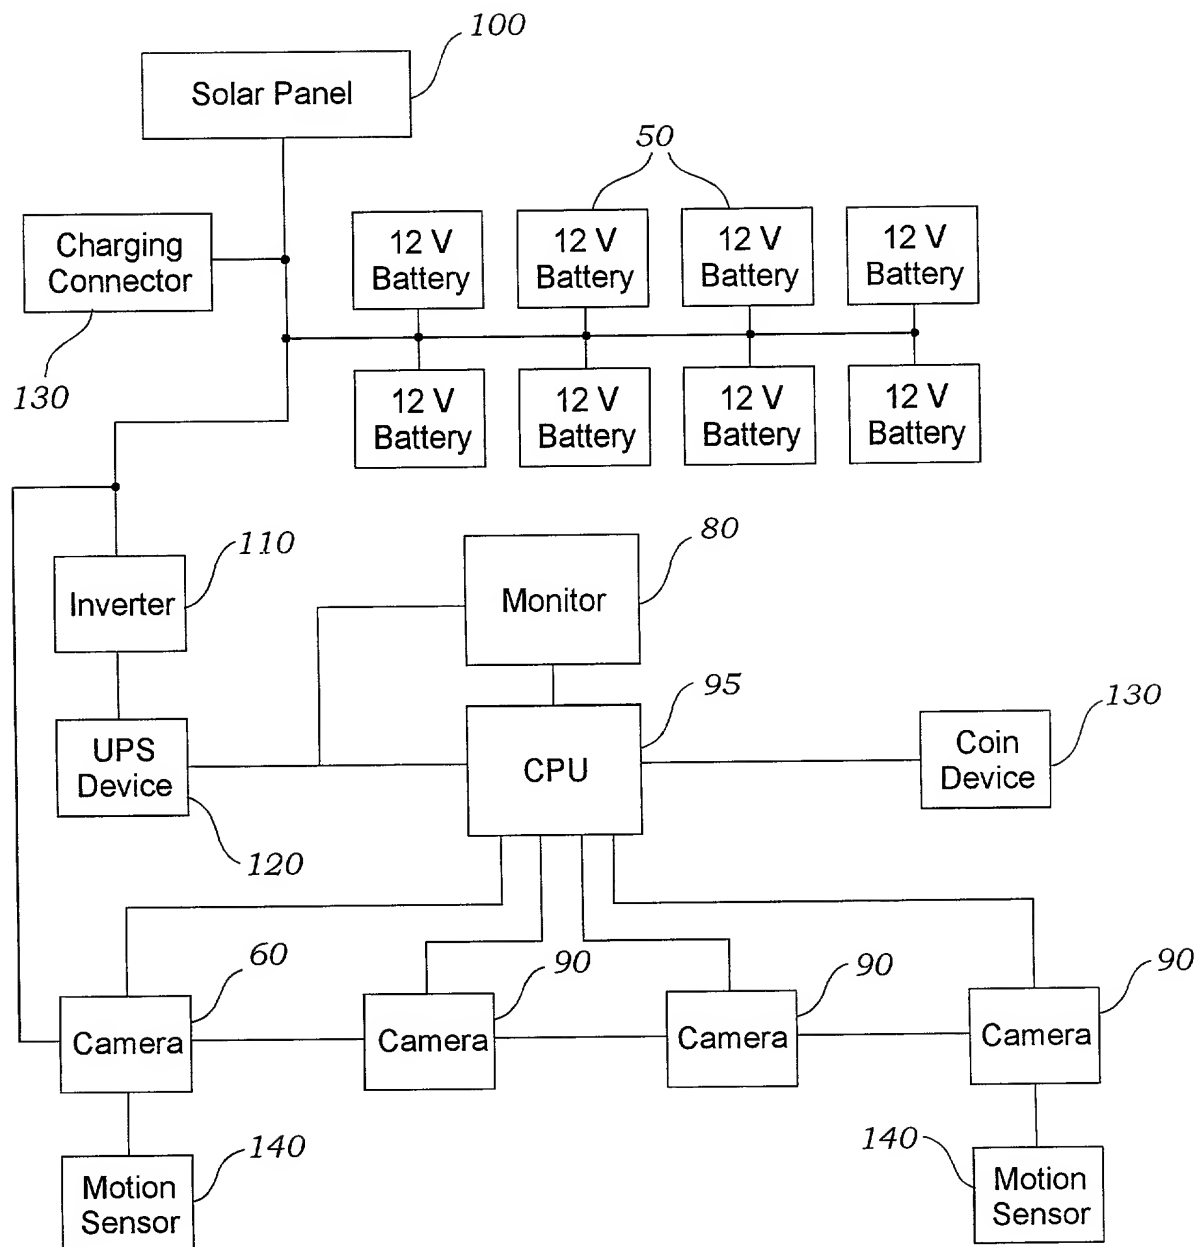 100
Solar Panel
50
Charging
Connector
130
12 V
Battery
12 V
Battery
12 V
Battery
12 V
Battery
12 V
Battery
12 V
Battery
12 V
Battery
12 V
Battery
110
Inverter
80
Monitor
95
CPU
UPS
Device
120
130
Coin
Device
60
Camera
90
Camera
90
Camera
90
Camera
140
Motion
Sensor
140
Motion
Sensor